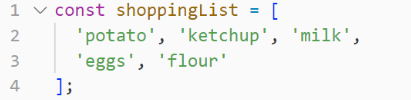 1 const shoppingList = [
2 'potato', 'ketchup', 'milk',
3 'eggs', 'flour'
4 ];